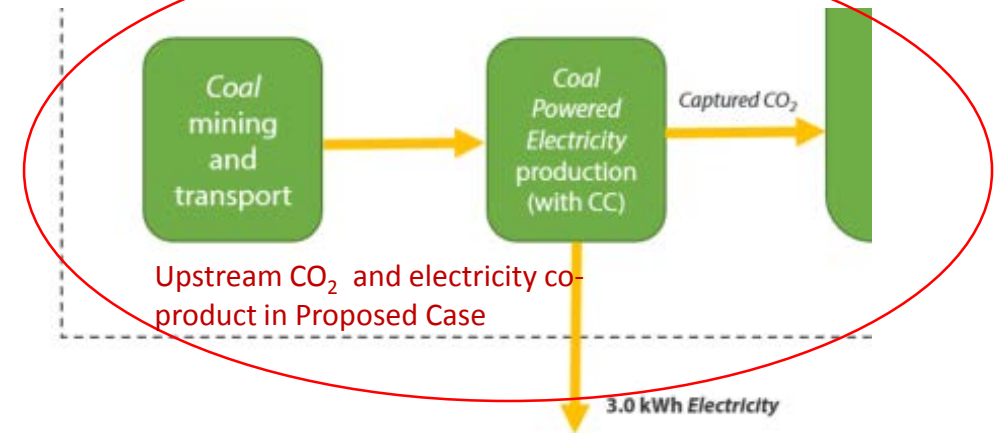 Coal
mining
and
transport
Coal
Powered
Electricity
production
(with CC)
Captured CO₂
Upstream CO₂ and electricity co-
product in Proposed Case
3.0 kWh Electricity